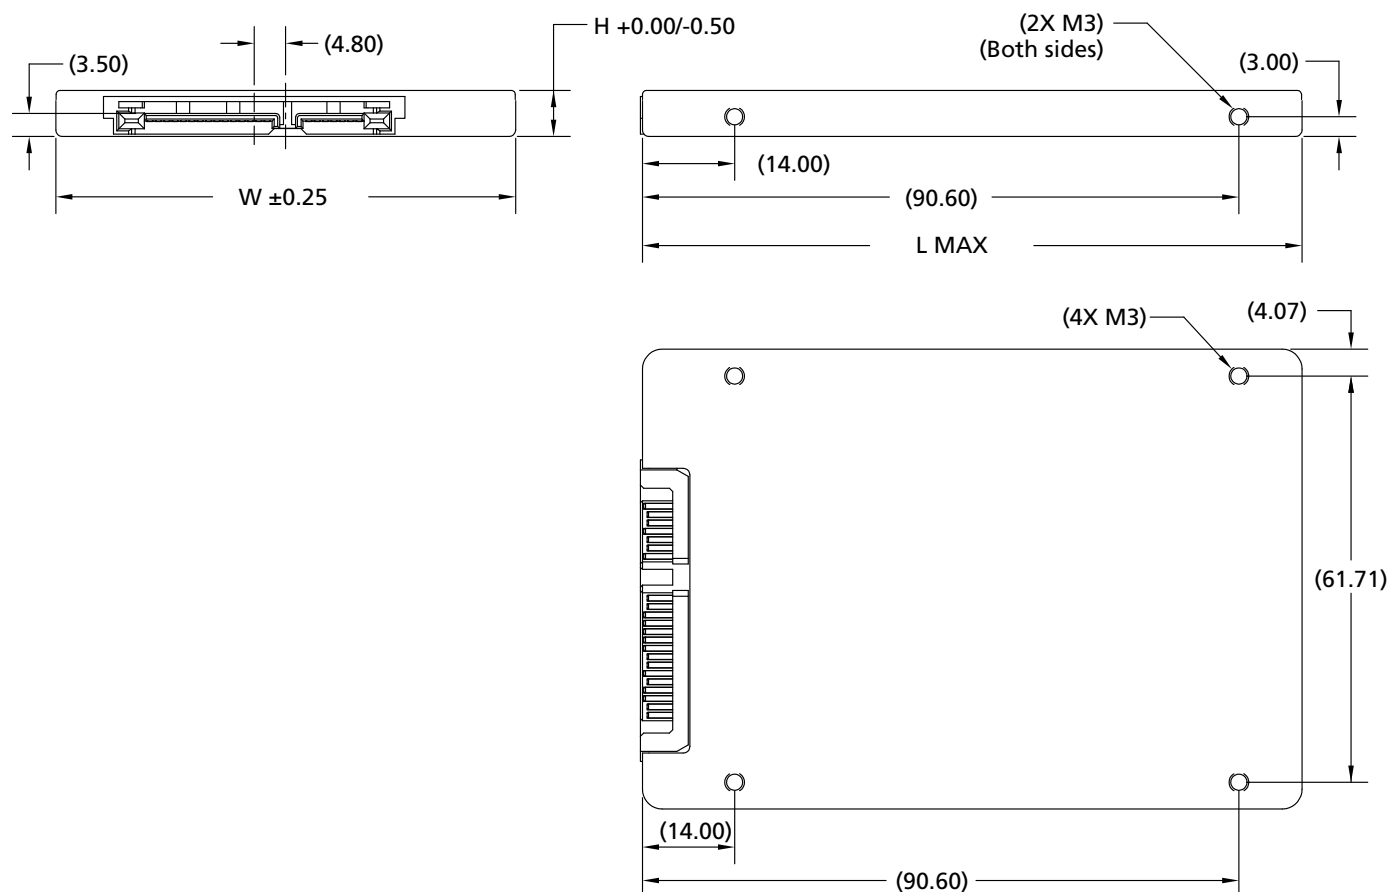 H +0.00/-0.50
(4.80)
(3.50)
W ±0.25
(2X M3)
(Both sides)
(3.00)
(14.00)
(90.60)
L MAX
(4X M3)
(4.07)
(61.71)
(14.00)
(90.60)